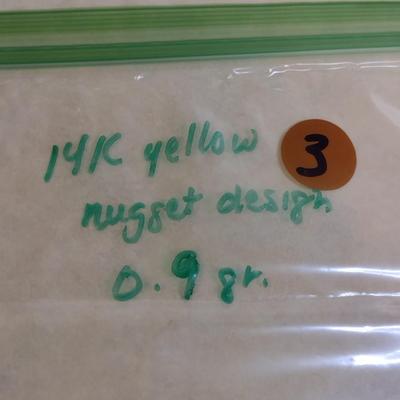 14K yellow
3
nugget design
0.9 gr.